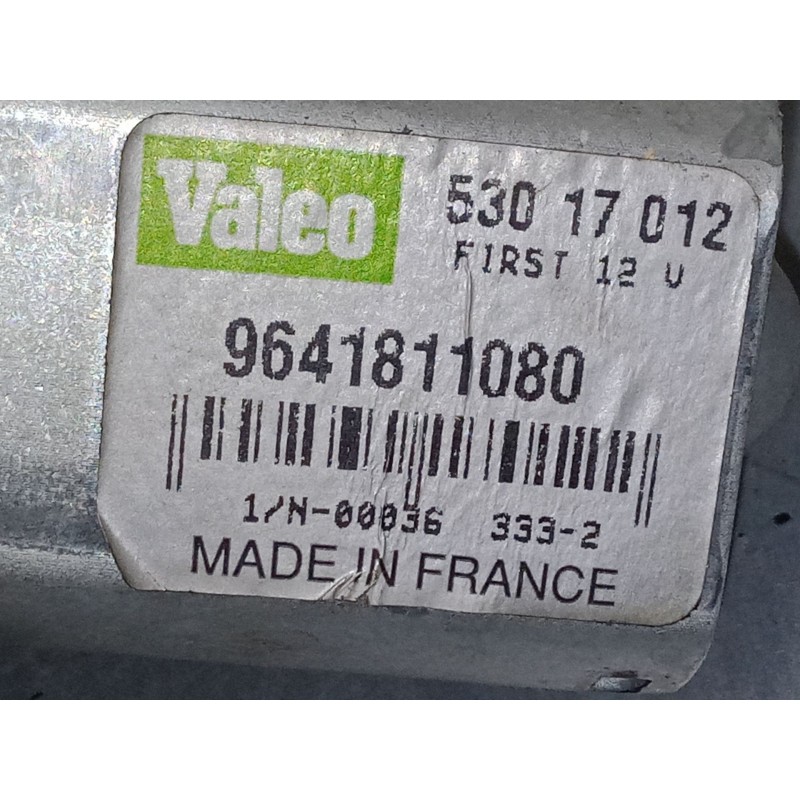 Valeo
530 17 012
FIRST 12 V
9641811080
1/N-00036 333-2
MADE IN FRANCE